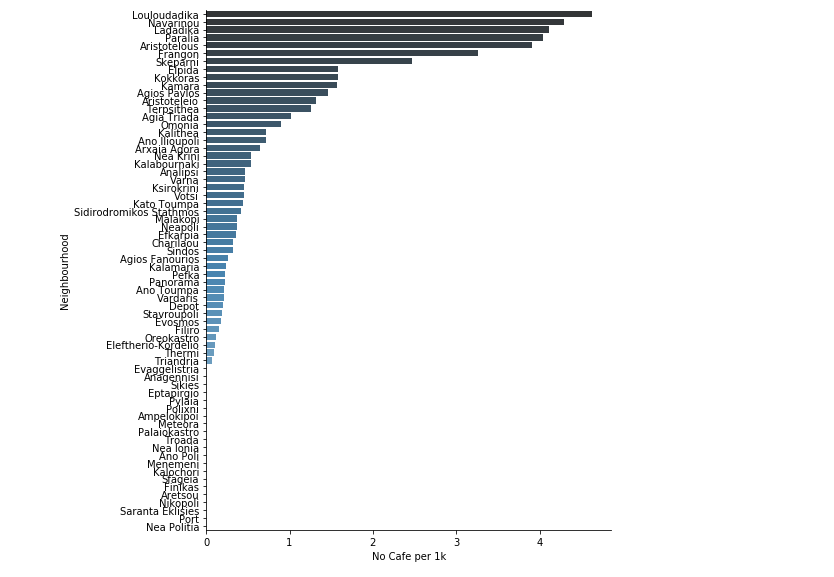 Louloudadika
Navarinou
Ladadika
Paralia
Aristotelous
Frangon
Skeparni
Elpida
Kokkoras
Kamara
Agios Pavlos
Aristoteleio
Terpsithea
Agia Triada
Omonia
Kalithea
Ano Ilioupoli
Arxaia Agora
Nea Krini
Kalabournaki
Analipsi
Varna
Ksirokrini
Votsi
Kato Toumpa
Sidirodromikos Stathmos
Malakopi
Neapoli
Efkarpia
Charilaou
Sindos
Agios Fanourios
Kalamaria
Pefka
Panorama
Ano Toumpa
Vardaris
Depot
Stavroupoli
Evosmos
Filiro
Oreokastro
Eleftherio-Kordelio
Thermi
Triandria
Evaggelistria
Anagennisi
Sikies
Eptapirgio
Pylaia
Polixni
Ampelokipoi
Meteora
Palaiokastro
Troada
Nea Ionia
Ano Poli
Menemeni
Kalochori
Sfageia
Finikas
Aretsou
Nikopoli
Saranta Eklisies
Port
Nea Politia
Neighbourhood
0 1 2 3 4
No Cafe per 1k